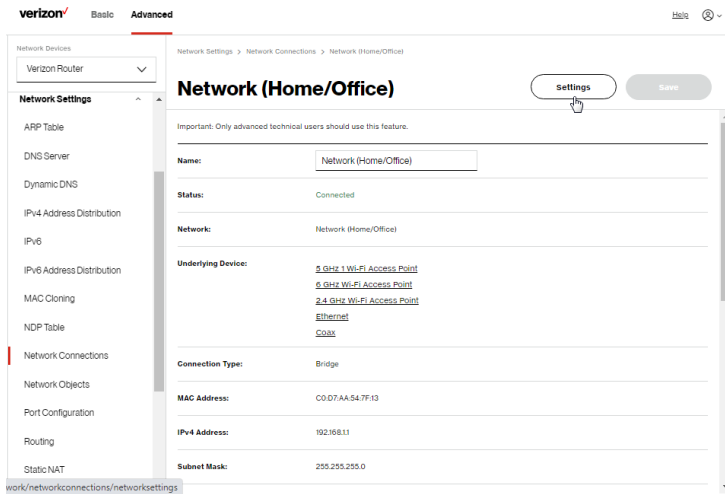 verizon✓ Basic Advanced Help
Network Devices
Verizon Router
Network Settings
ARP Table
DNS Server
Dynamic DNS
IPv4 Address Distribution
IPv6
IPv6 Address Distribution
MAC Cloning
NDP Table
Network Connections
Network Objects
Port Configuration
Routing
Static NAT
work/networkconnections/networksettings
Network Settings > Network Connections > Network (Home/Office)
Network (Home/Office)
Settings
Save
Important: Only advanced technical users should use this feature.
Name: Network (Home/Office)
Status: Connected
Network: Network (Home/Office)
Underlying Device: 5 GHz 1 Wi-Fi Access Point
6 GHz Wi-Fi Access Point
2.4 GHz Wi-Fi Access Point
Ethernet
Coax
Connection Type: Bridge
MAC Address: C0:D7:AA:54:7F:13
IPv4 Address: 192.168.1.1
Subnet Mask: 255.255.255.0